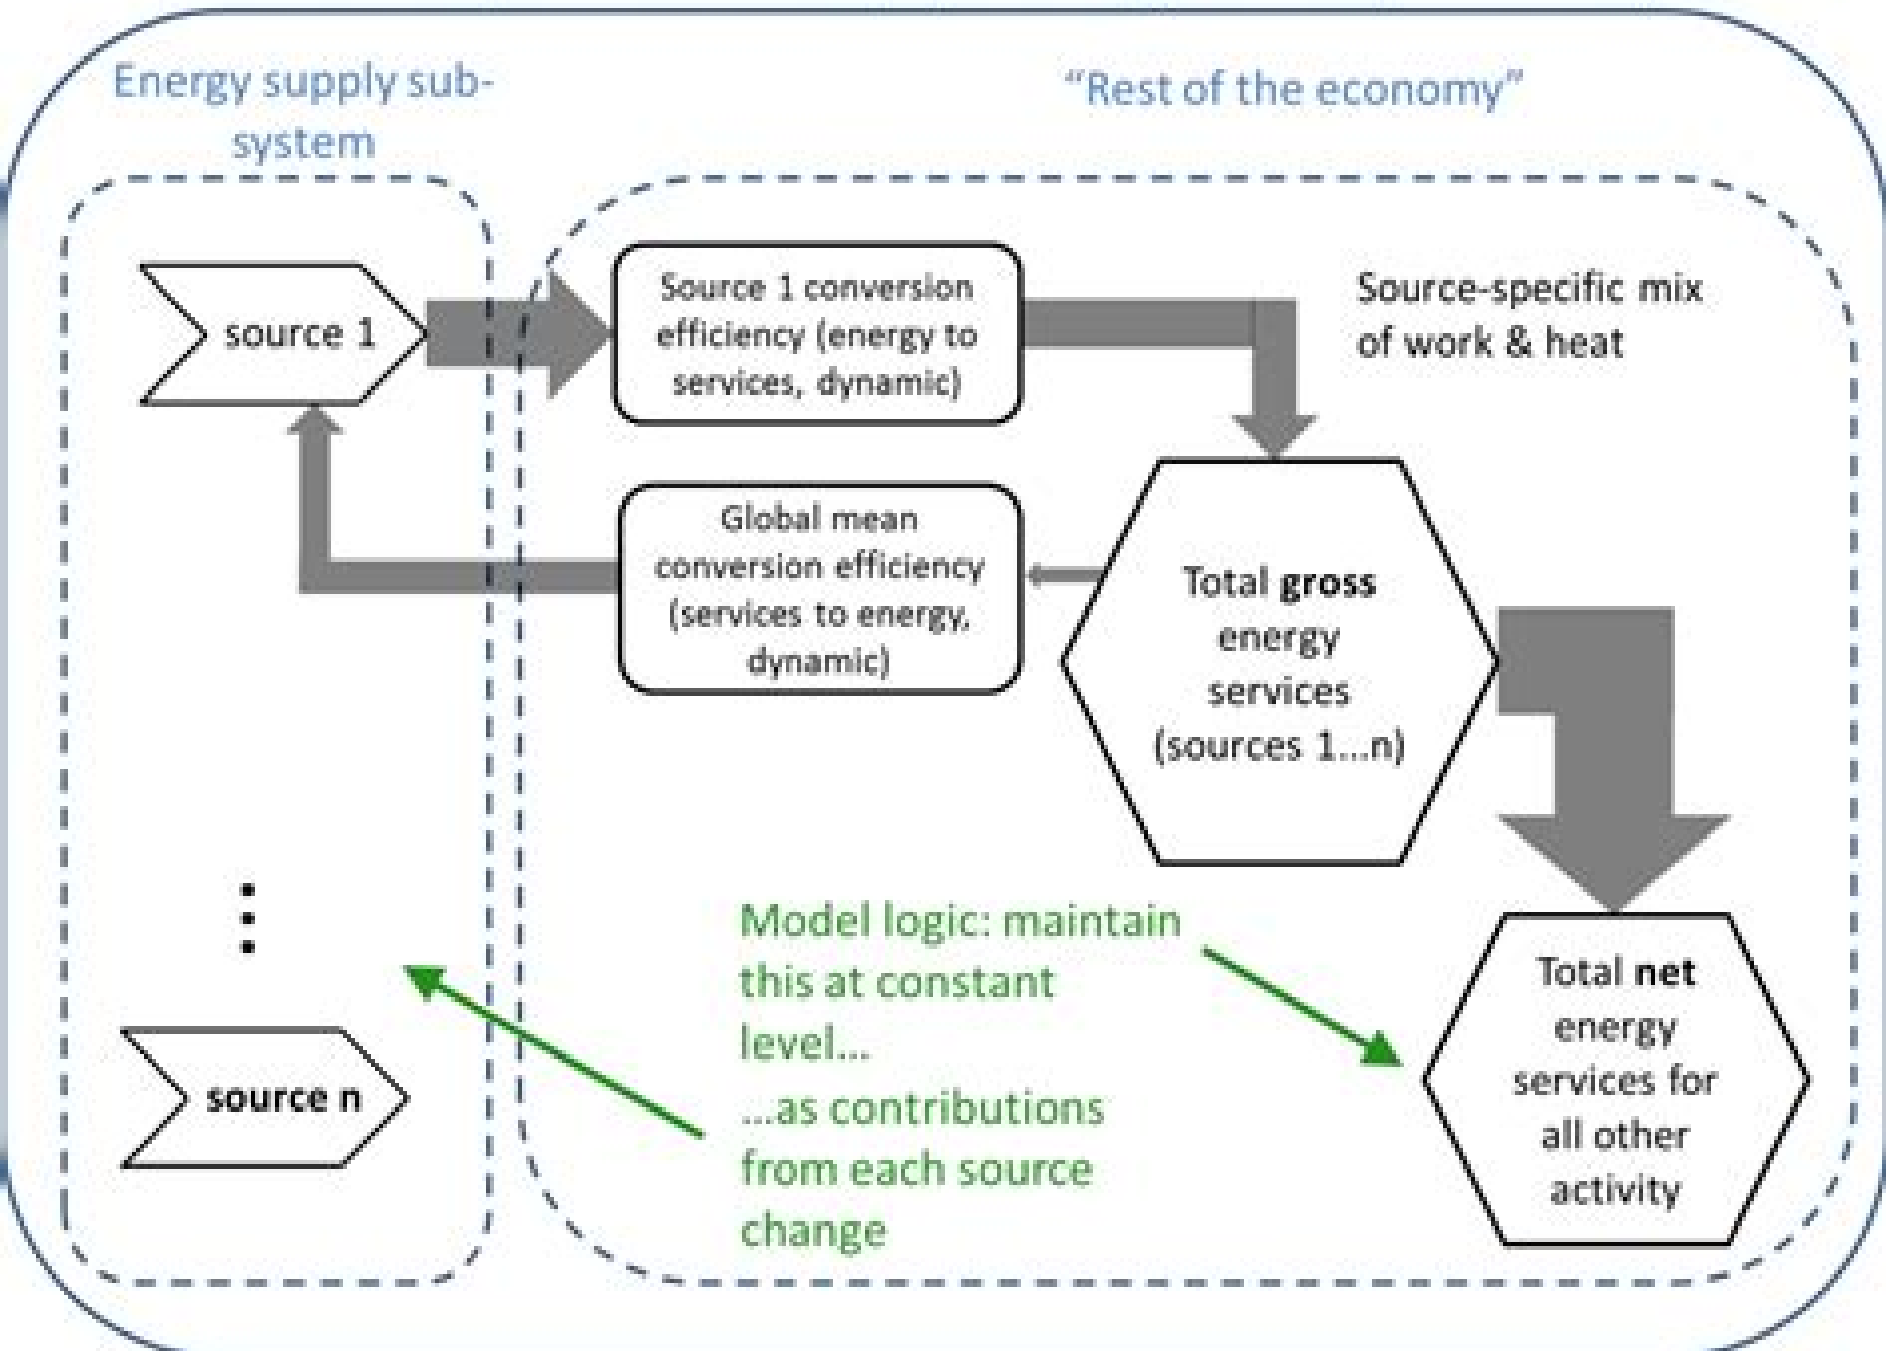 Energy supply sub-
system
“Rest of the economy”
source 1
Source 1 conversion
efficiency (energy to
services, dynamic)
Source-specific mix
of work & heat
Global mean
conversion efficiency
(services to energy,
dynamic)
Total gross
energy
services
(sources 1...n)
Model logic: maintain
this at constant
level...
...as contributions
from each source
change
source n
Total net
energy
services for
all other
activity